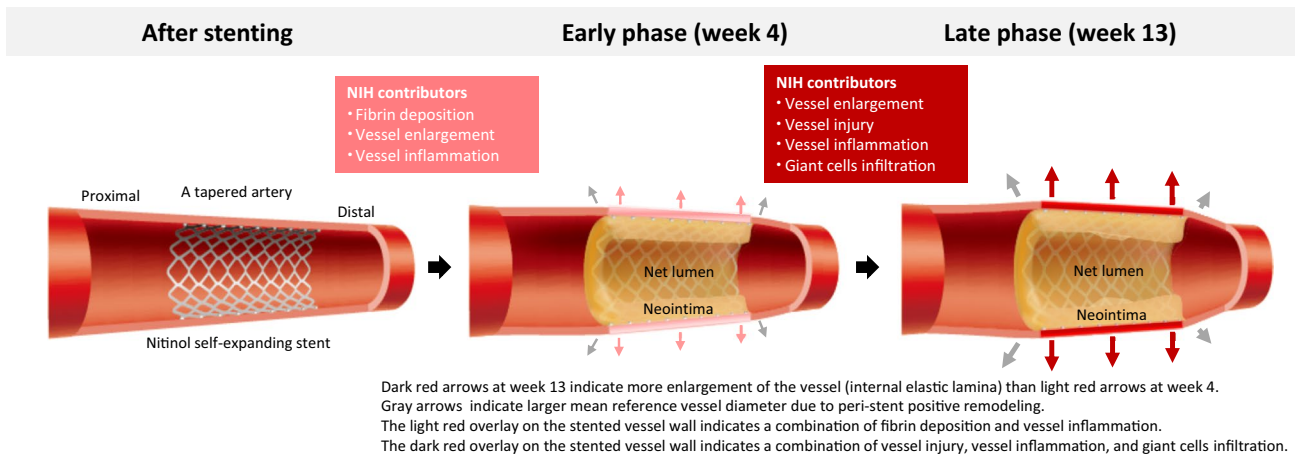 After stenting
Early phase (week 4)
Late phase (week 13)
NIH contributors
• Fibrin deposition
• Vessel enlargement
• Vessel inflammation
NIH contributors
• Vessel enlargement
• Vessel injury
• Vessel inflammation
• Giant cells infiltration
Proximal
A tapered artery
Distal
Nitinol self-expanding stent
Net lumen
Neointima
Net lumen
Neointima
Dark red arrows at week 13 indicate more enlargement of the vessel (internal elastic lamina) than light red arrows at week 4.
Gray arrows indicate larger mean reference vessel diameter due to peri-stent positive remodeling.
The light red overlay on the stented vessel wall indicates a combination of fibrin deposition and vessel inflammation.
The dark red overlay on the stented vessel wall indicates a combination of vessel injury, vessel inflammation, and giant cells infiltration.